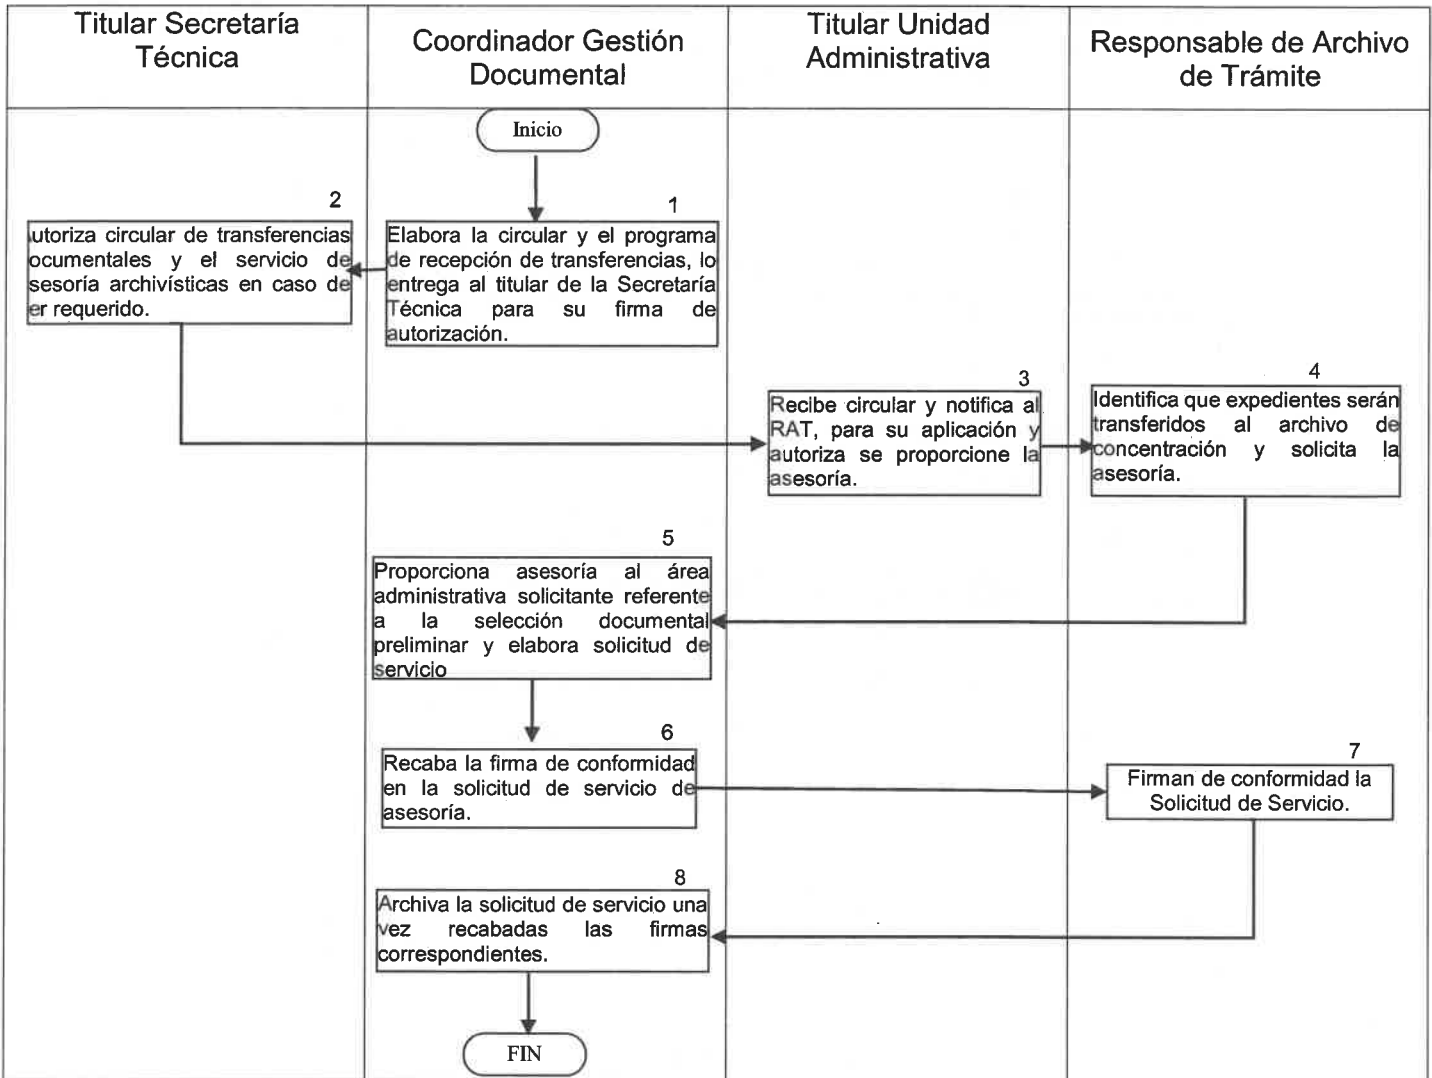 Titular Secretaría
Técnica
Coordinador Gestión
Documental
Titular Unidad
Administrativa
Responsable de Archivo
de Trámite
Inicio
2
utoriza circular de transferencias
ocumentales y el servicio de
sesoría archivísticas en caso de
er requerido.
1
Elabora la circular y el programa
de recepción de transferencias, lo
entrega al titular de la Secretaría
Técnica para su firma de
autorización.
3
Recibe circular y notifica al
RAT, para su aplicación y
autoriza se proporcione la
asesoría.
4
Identifica que expedientes serán
transferidos al archivo de
concentración y solicita la
asesoría.
5
Proporciona asesoría al área
administrativa solicitante referente
a la selección documental
preliminar y elabora solicitud de
servicio
6
Recaba la firma de conformidad
en la solicitud de servicio de
asesoría.
7
Firman de conformidad la
Solicitud de Servicio.
8
Archiva la solicitud de servicio una
vez recabadas las firmas
correspondientes.
FIN